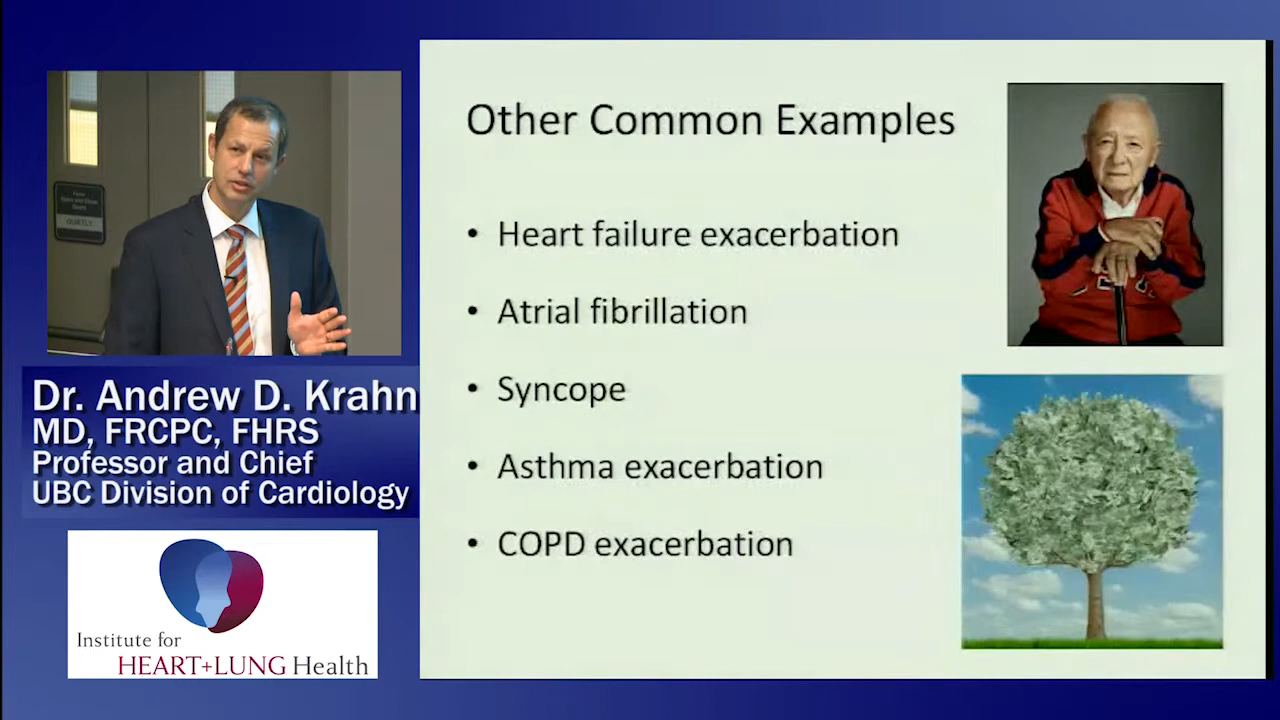 Other Common Examples
• Heart failure exacerbation
• Atrial fibrillation
• Syncope
• Asthma exacerbation
• COPD exacerbation
QUIETLY
Dr. Andrew D. Krahn
MD, FRCPC, FHRS
Professor and Chief
UBC Division of Cardiology
Institute for
HEART+LUNG Health